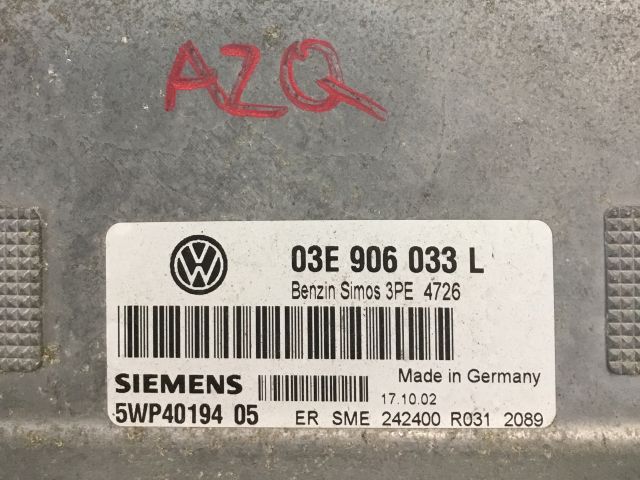 AZQ
VW
03E 906 033 L
Benzin Simos 3PE 4726
SIEMENS
Made in Germany
17.10.02
5WP40194 05 ER SME 242400 R031 2089